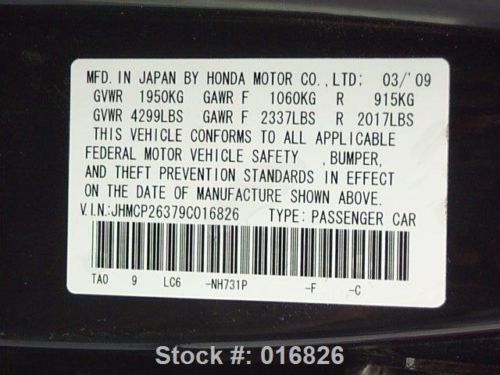 MFD. IN JAPAN BY HONDA MOTOR CO., LTD: 03/'09
GVWR 1950KG GAWR F 1060KG R 915KG
GVWR 4299LBS GAWR F 2337LBS R 2017LBS
THIS VEHICLE CONFORMS TO ALL APPLICABLE
FEDERAL MOTOR VEHICLE SAFETY , BUMPER,
AND THEFT PREVENTION STANDARDS IN EFFECT
ON THE DATE OF MANUFACTURE SHOWN ABOVE.
V.I.N:JHMCP26379C016826 TYPE: PASSENGER CAR
TA0 9 LC6 -NH731P -F -C
Stock #: 016826